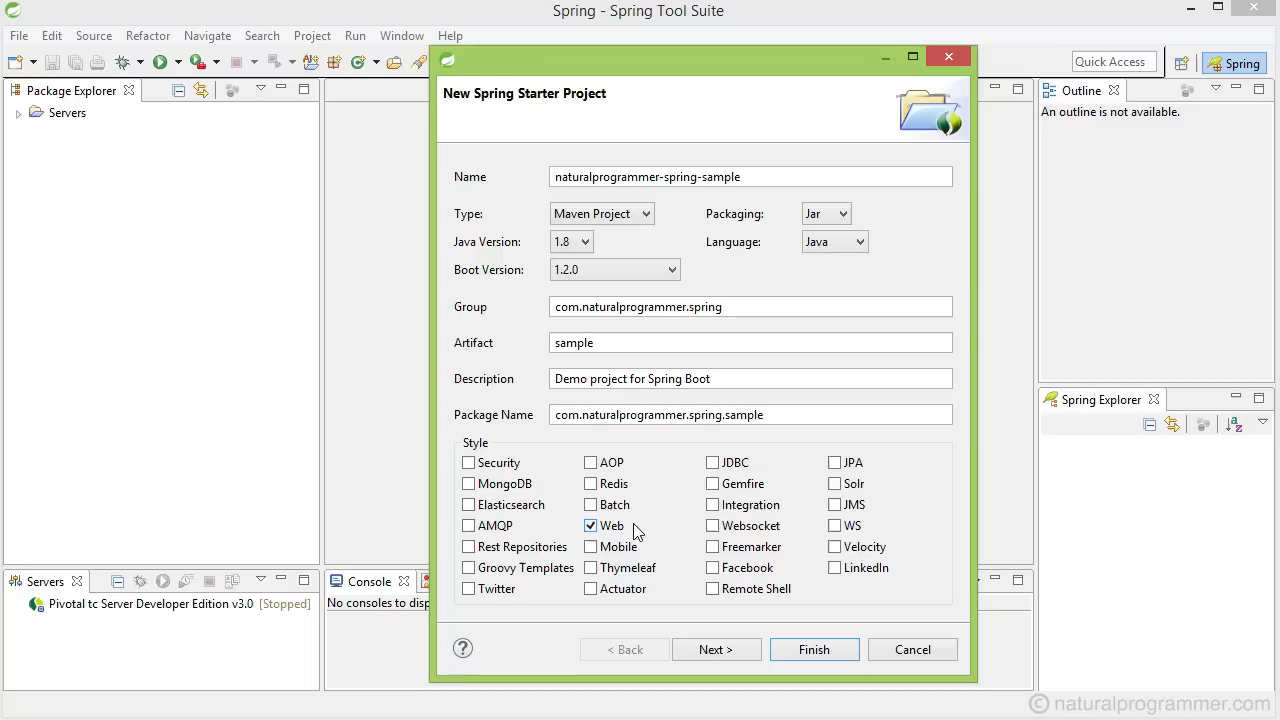 Spring - Spring Tool Suite
File Edit Source Refactor Navigate Search Project Run Window Help
Quick Access
Spring
Package Explorer
Servers
New Spring Starter Project
Name naturalprogrammer-spring-sample
Type: Maven Project Packaging: Jar
Java Version: 1.8 Language: Java
Boot Version: 1.2.0
Group com.naturalprogrammer.spring
Artifact sample
Description Demo project for Spring Boot
Package Name com.naturalprogrammer.spring.sample
Style
Security AOP JDBC JPA
MongoDB Redis Gemfire Solr
Elasticsearch Batch Integration JMS
AMQP Web Websocket WS
Rest Repositories Mobile Freemarker Velocity
Groovy Templates Thymeleaf Facebook LinkedIn
Twitter Actuator Remote Shell
? < Back Next > Finish Cancel
Outline
An outline is not available.
Spring Explorer
Servers
Pivotal tc Server Developer Edition v3.0 [Stopped]
Console
No consoles to disp
© naturalprogrammer.com